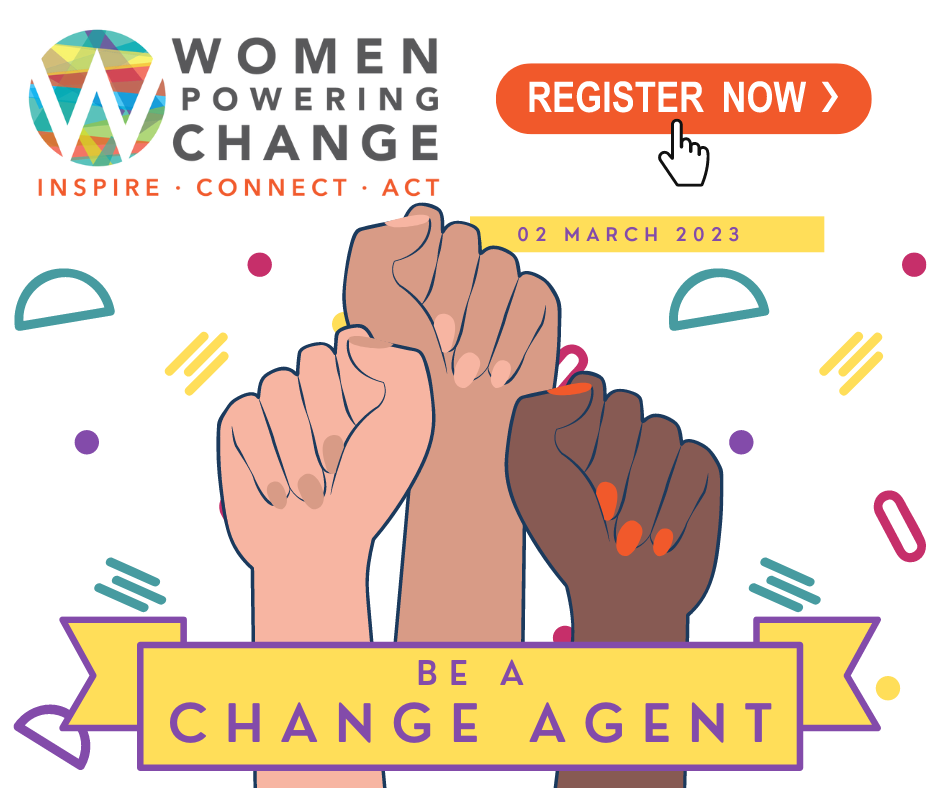 WOMEN
POWERING
CHANGE
INSPIRE · CONNECT · ACT
REGISTER NOW ❯
02 MARCH 2023
BE A
CHANGE AGENT